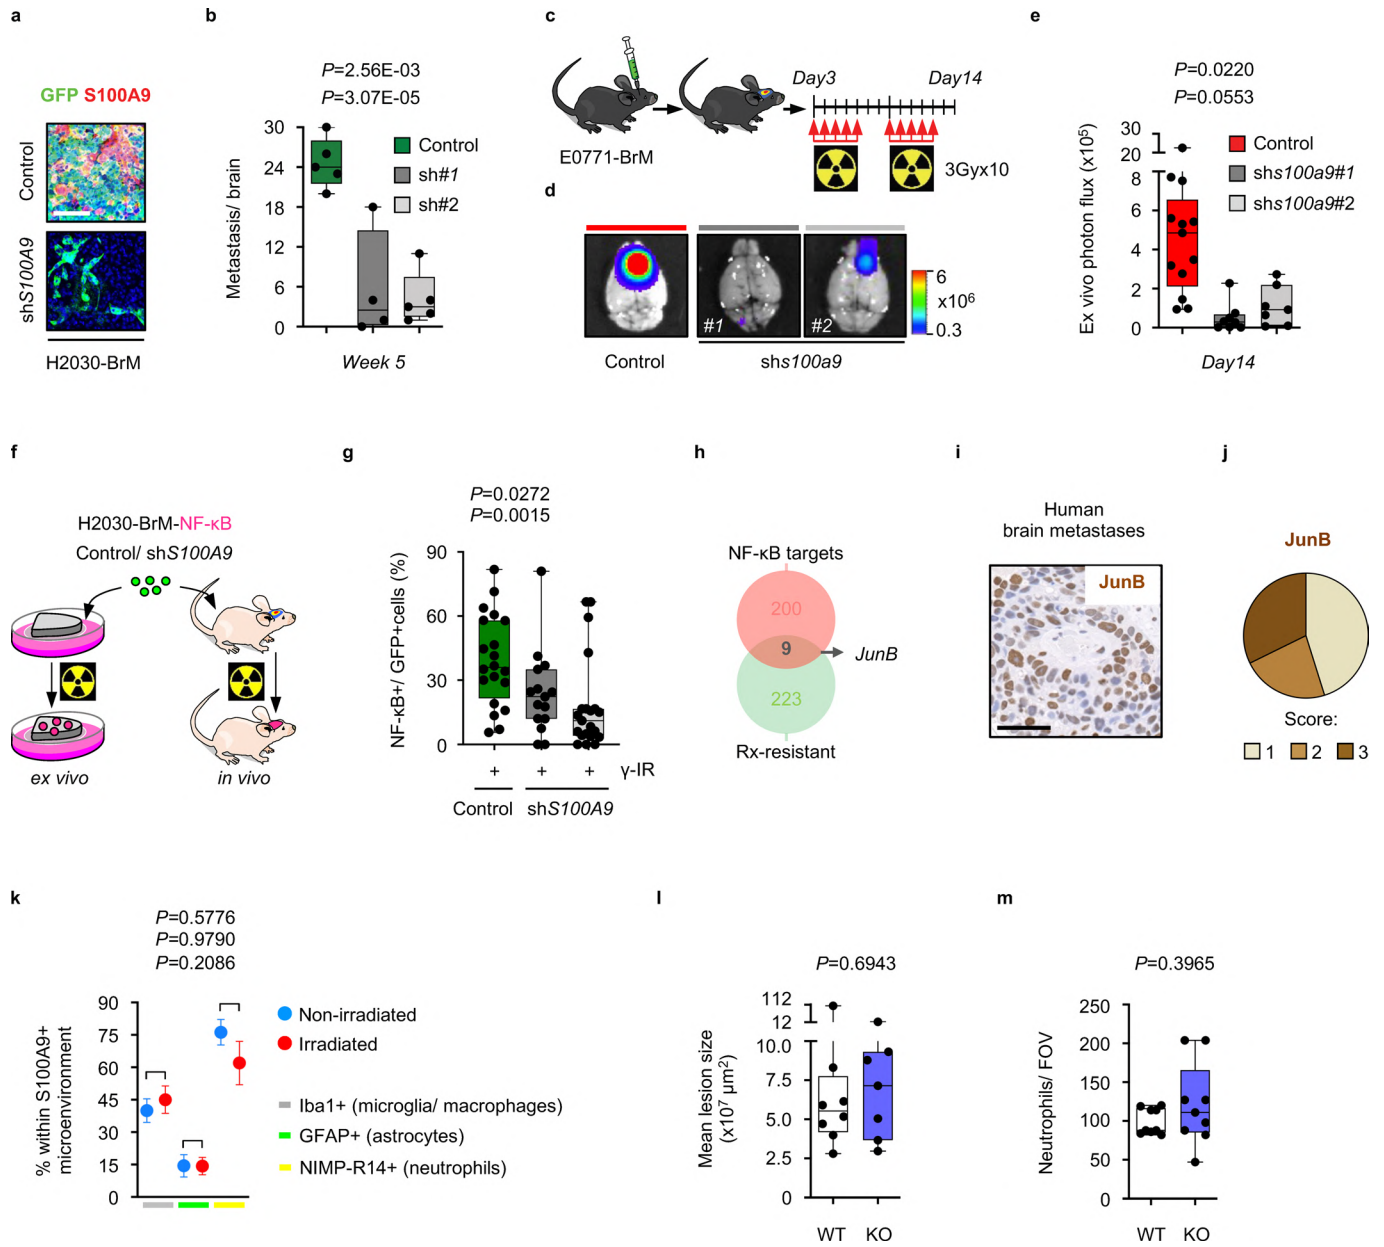 a
GFP S100A9
Control
shS100A9
H2030-BrM
b
P=2.56E-03
P=3.07E-05
Metastasis/ brain
30
24
18
12
6
0
Control
sh#1
sh#2
Week 5
c
E0771-BrM
Day3
Day14
3Gyx10
d
#1
#2
6
x10⁶
0.3
Control
shs100a9
e
P=0.0220
P=0.0553
Ex vivo photon flux (x10⁵)
30
20
8
6
4
2
0
Control
shs100a9#1
shs100a9#2
Day14
f
H2030-BrM-NF-κB
Control/ shS100A9
ex vivo
in vivo
g
P=0.0272
P=0.0015
NF-κB+/ GFP+cells (%)
90
60
30
0
+ + + γ-IR
Control shS100A9
h
NF-κB targets
200
9
JunB
223
Rx-resistant
i
Human
brain metastases
JunB
j
JunB
Score:
1 2 3
k
P=0.5776
P=0.9790
P=0.2086
% within S100A9+
microenvironment
90
75
60
45
30
15
0
Non-irradiated
Irradiated
Iba1+ (microglia/ macrophages)
GFAP+ (astrocytes)
NIMP-R14+ (neutrophils)
l
P=0.6943
Mean lesion size
(x10⁷ µm²)
112
12
10.0
7.5
5.0
2.5
0
WT KO
m
P=0.3965
Neutrophils/ FOV
250
200
150
100
50
0
WT KO